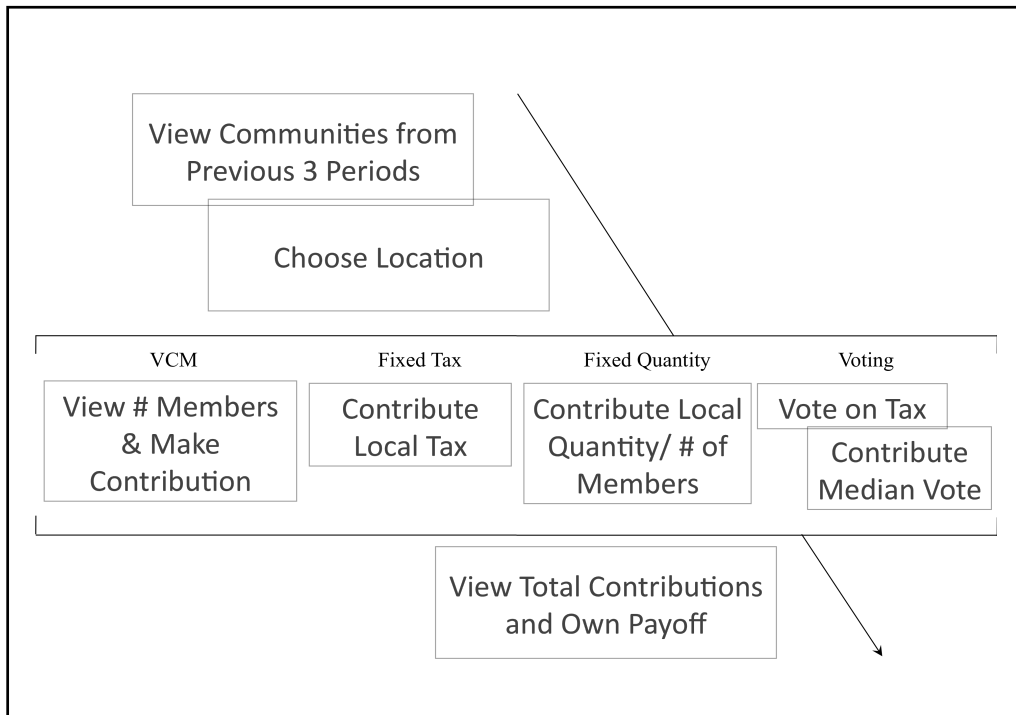 View Communities from
Previous 3 Periods
Choose Location
VCM
View # Members
& Make
Contribution
Fixed Tax
Contribute
Local Tax
Fixed Quantity
Contribute Local
Quantity/ # of
Members
Voting
Vote on Tax
Contribute
Median Vote
View Total Contributions
and Own Payoff